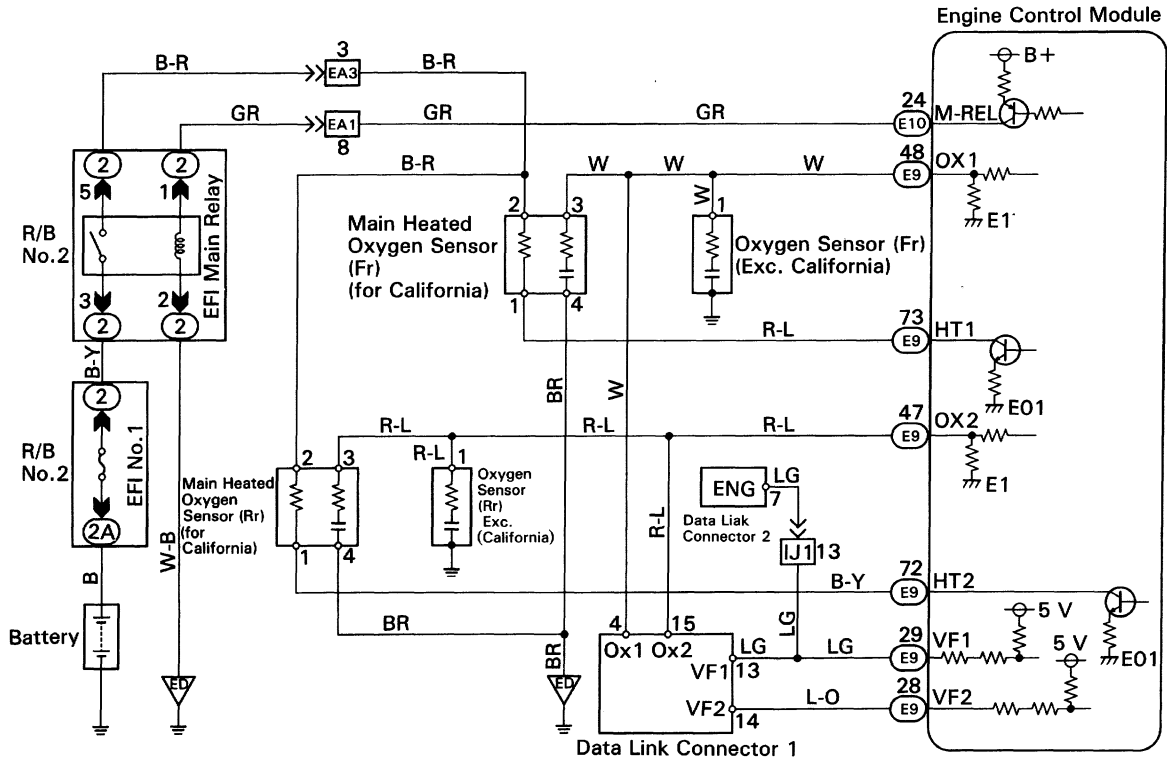 Engine Control Module
3
B-R
EA3
B-R
B+
GR
EA1
GR
GR
24
E10
M-REL
8
2
2
B-R
W
W
W
48
E9
OX1
5
1
W
E1
R/B
No.2
EFI Main Relay
Main Heated
Oxygen Sensor
(Fr)
(for California)
2
3
1
Oxygen Sensor (Fr)
(Exc. California)
3
2
1
4
2
2
R-L
73
E9
HT1
B-Y
BR
W
E01
2
R-L
R-L
R-L
47
E9
OX2
R/B
No.2
EFI No.1
R-L
1
E1
Main Heated
Oxygen
Sensor (Rr)
(for
California)
2
3
Oxygen
Sensor
(Rr)
Exc.
(California)
ENG
LG
7
Data Liak
Connector 2
R-L
2A
W-B
1
4
IJ1
13
B
B-Y
72
E9
HT2
Battery
BR
4
15
LG
5 V
Ox1
Ox2
29
E9
VF1
5 V
E01
BR
VF1
LG
13
LG
ED
ED
VF2
14
L-O
28
E9
VF2
Data Link Connector 1